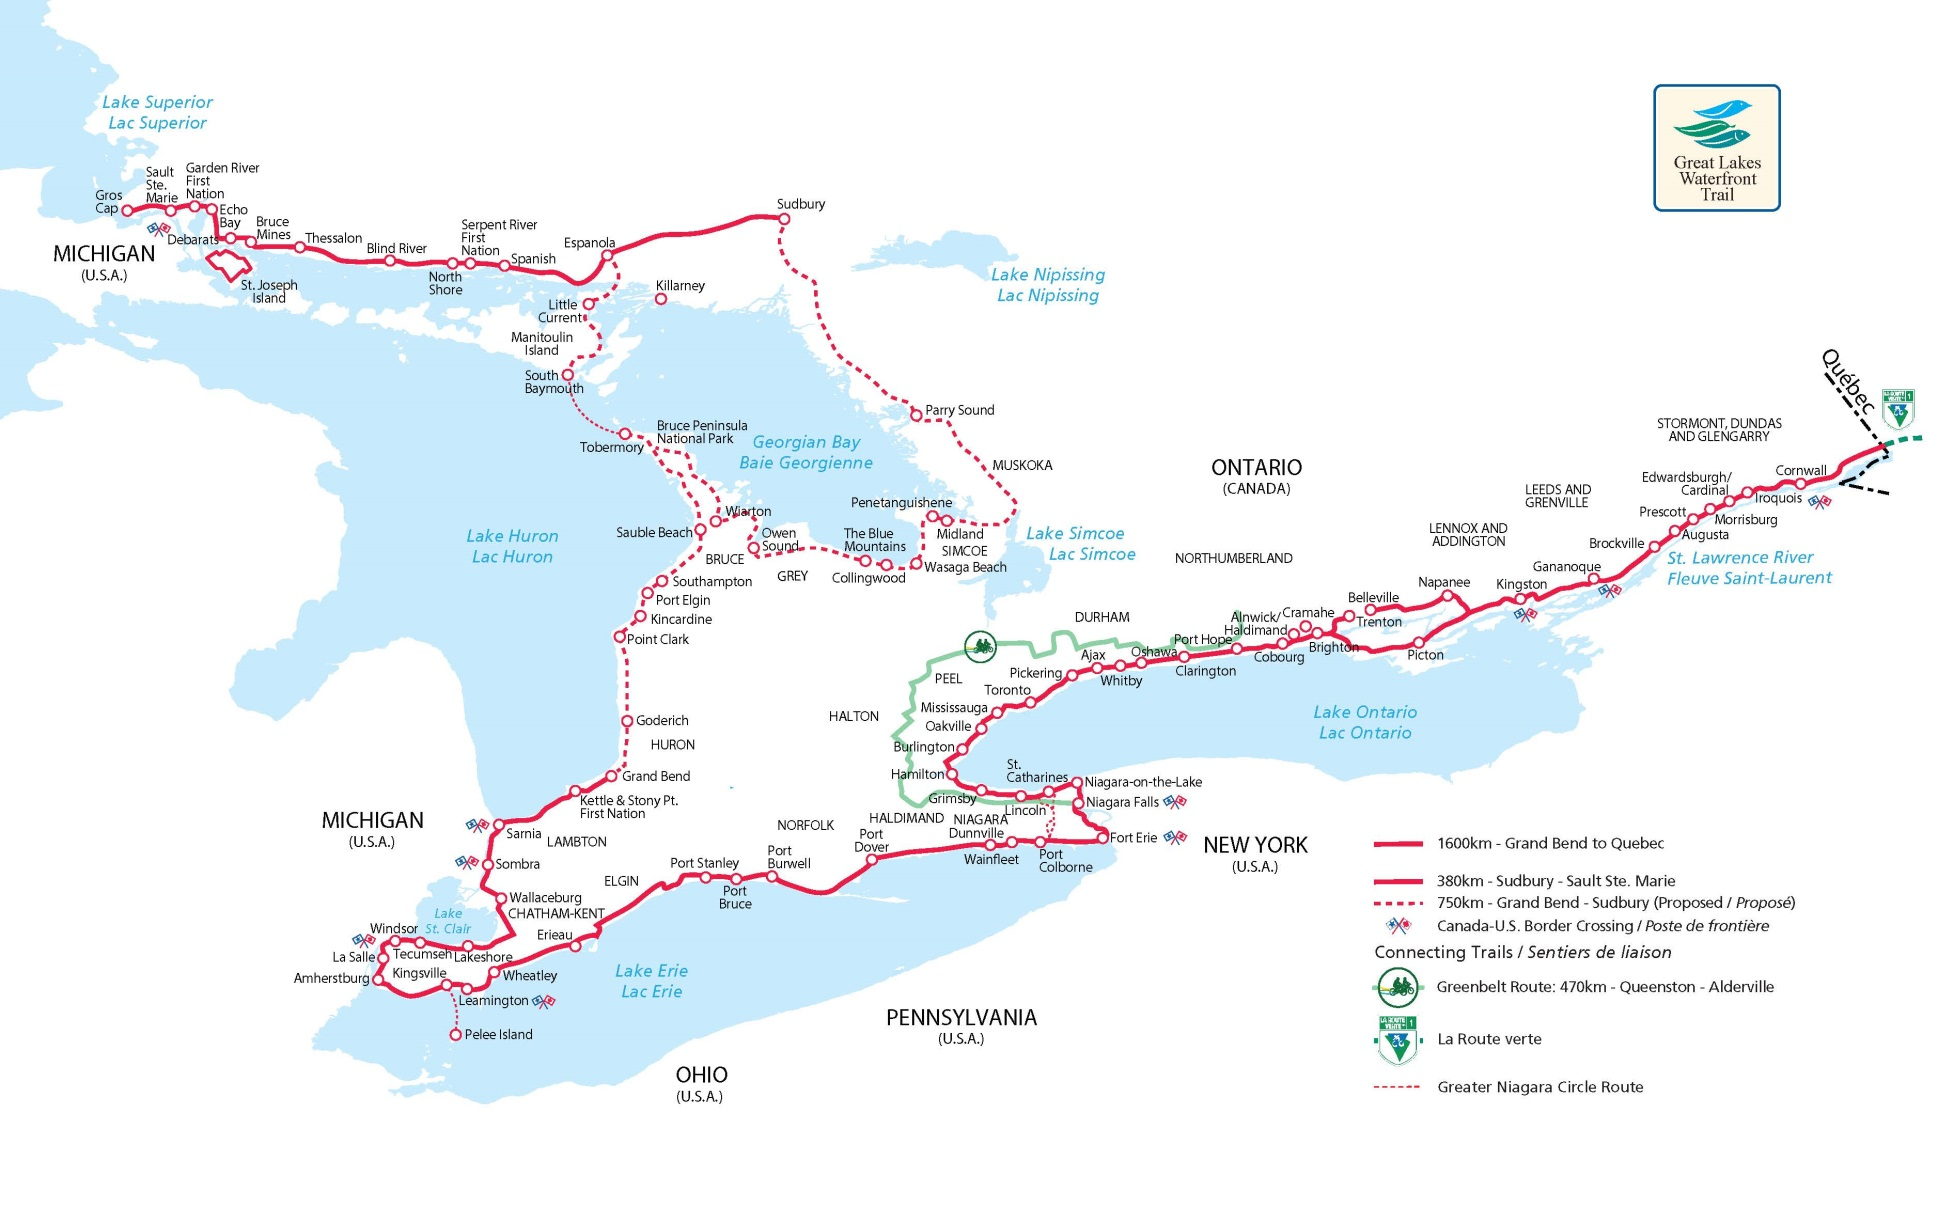 Lake Superior
Lac Superior
Gros
Cap
Sault
Ste.
Marie
Garden River
First
Nation
Echo
Bay
Debarats
Bruce
Mines
Thessalon
Blind River
North
Shore
Serpent River
First
Nation
Spanish
Espanola
Sudbury
MICHIGAN
(U.S.A.)
St. Joseph
Island
Little
Current
Killarney
Manitoulin
Island
South
Baymouth
Lake Nipissing
Lac Nipissing
Great Lakes
Waterfront
Trail
Tobermory
Bruce Peninsula
National Park
Georgian Bay
Baie Georgienne
Parry Sound
MUSKOKA
Lake Huron
Lac Huron
Sauble Beach
Wiarton
Owen
Sound
BRUCE
GREY
The Blue
Mountains
Collingwood
Penetanguishene
Midland
SIMCOE
Wasaga Beach
Lake Simcoe
Lac Simcoe
Southampton
Port Elgin
Kincardine
Point Clark
Goderich
HURON
Grand Bend
Kettle & Stony Pt.
First Nation
ONTARIO
(CANADA)
Québec
LA ROUTE
VERTE
1
STORMONT, DUNDAS
AND GLENGARRY
LEEDS AND
GRENVILLE
LENNOX AND
ADDINGTON
NORTHUMBERLAND
Cornwall
Edwardsburgh/
Cardinal
Iroquois
Prescott
Morrisburg
Augusta
Brockville
St. Lawrence River
Fleuve Saint-Laurent
Gananoque
Kingston
Napanee
Belleville
Trenton
Picton
Alnwick/
Haldimand
Cramahe
Brighton
Cobourg
Port Hope
DURHAM
Clarington
Oshawa
Whitby
Ajax
Pickering
Toronto
PEEL
Mississauga
HALTON
Oakville
Burlington
Hamilton
Grimsby
Lincoln
St.
Catharines
Niagara-on-the-Lake
Niagara Falls
Fort Erie
Lake Ontario
Lac Ontario
HALDIMAND
NIAGARA
Dunnville
Wainfleet
Port
Colborne
NORFOLK
Port
Dover
NEW YORK
(U.S.A.)
MICHIGAN
(U.S.A.)
Sarnia
LAMBTON
Sombra
Wallaceburg
CHATHAM-KENT
Lake
St. Clair
Windsor
La Salle
Tecumseh
Lakeshore
Amherstburg
Kingsville
Leamington
Wheatley
Pelee Island
Erieau
ELGIN
Port Stanley
Port
Bruce
Port
Burwell
Lake Erie
Lac Erie
PENNSYLVANIA
(U.S.A.)
OHIO
(U.S.A.)
1600km - Grand Bend to Quebec
380km - Sudbury - Sault Ste. Marie
750km - Grand Bend - Sudbury (Proposed / Proposé)
Canada-U.S. Border Crossing / Poste de frontière
Connecting Trails / Sentiers de liaison
Greenbelt Route: 470km - Queenston - Alderville
LA ROUTE
VERTE
1
La Route verte
Greater Niagara Circle Route